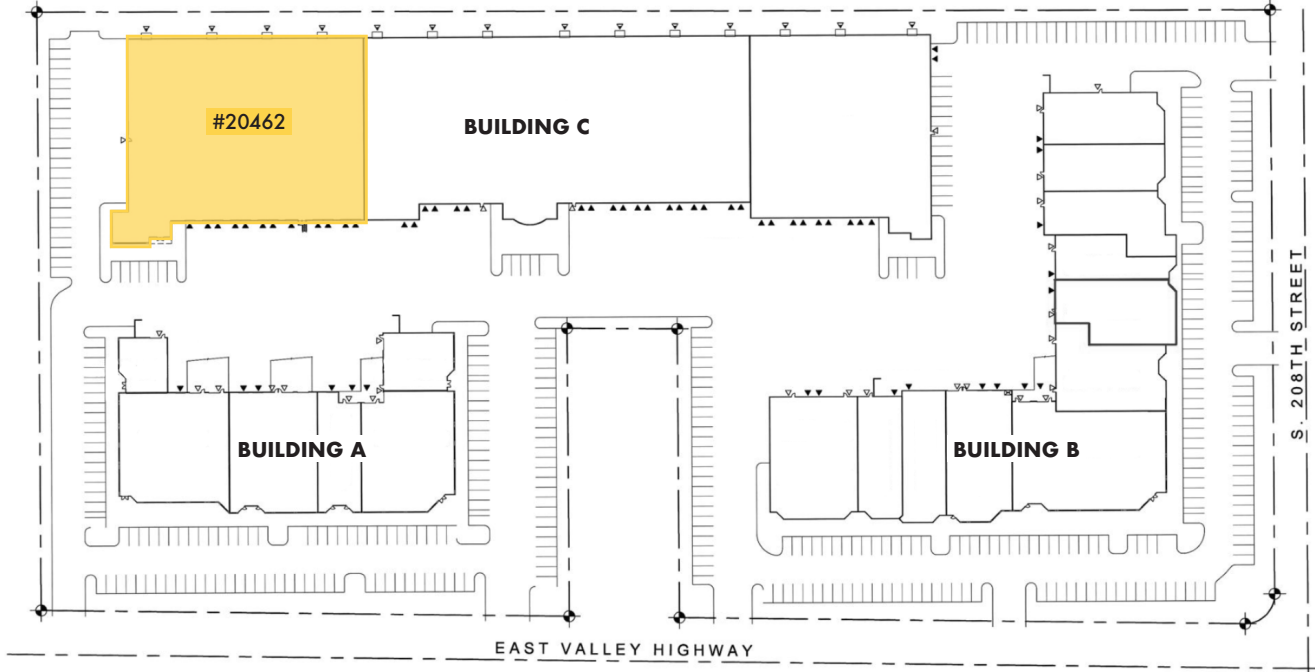 #20462
BUILDING C
S. 208TH STREET
BUILDING A
BUILDING B
EAST VALLEY HIGHWAY